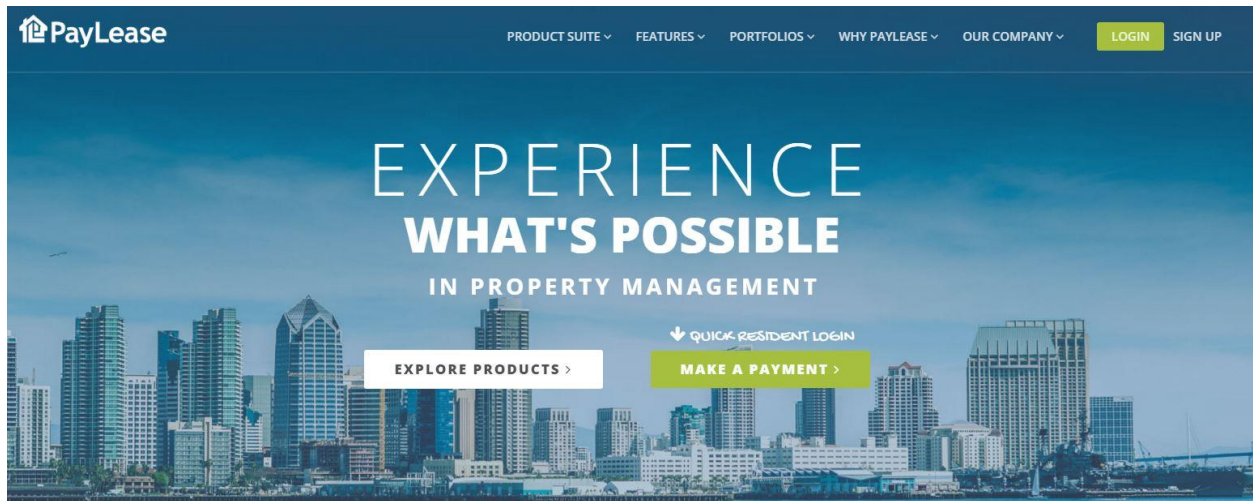 PayLease
PRODUCT SUITE FEATURES PORTFOLIOS WHY PAYLEASE OUR COMPANY LOGIN SIGN UP
EXPERIENCE
WHAT'S POSSIBLE
IN PROPERTY MANAGEMENT
QUICK RESIDENT LOGIN
EXPLORE PRODUCTS > MAKE A PAYMENT >